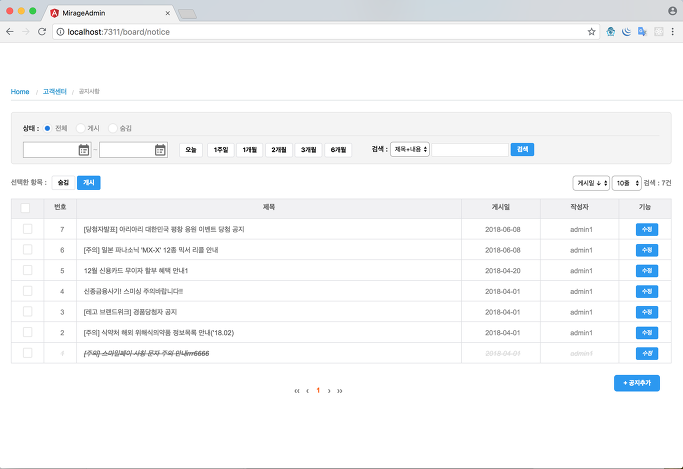 MirageAdmin
localhost:7311/board/notice
Home / 고객센터 / 공지사항
상태 : 전체 게시 숨김
~ 오늘 1주일 1개월 2개월 3개월 6개월 검색 : 제목+내용 검색
선택한 항목 : 숨김 게시 게시일 ↓ 10줄 검색 : 7건
번호 제목 게시일 작성자 기능
7 [당첨자발표] 아리아리 대한민국 평창 응원 이벤트 당첨 공지 2018-06-08 admin1 수정
6 [주의] 일본 파나소닉 'MX-X' 12종 믹서 리콜 안내 2018-06-08 admin1 수정
5 12월 신용카드 무이자 할부 혜택 안내1 2018-04-20 admin1 수정
4 신종금융사기! 스미싱 주의바랍니다!! 2018-04-01 admin1 수정
3 [레고 브랜드위크] 경품당첨자 공지 2018-04-01 admin1 수정
2 [주의] 식약처 해외 위해식의약품 정보목록 안내('18.02) 2018-04-01 admin1 수정
1 [주의] 스마일페이 사칭 문자 주의 2018-04-01 admin1 수정
‹‹ ‹ 1 › ››
+ 공지추가